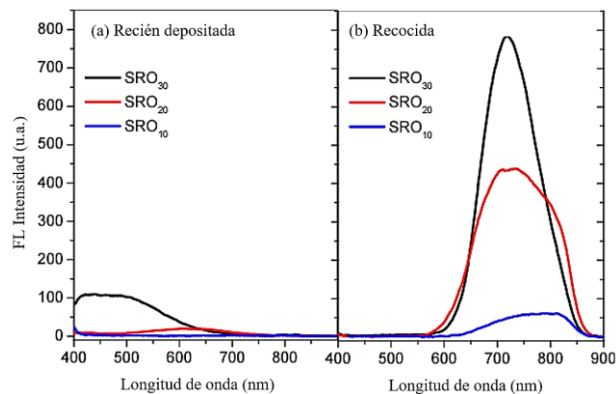 (a) Recién depositada
SRO30
SRO20
SRO10
(b) Recocida
SRO30
SRO20
SRO10
FL Intensidad (u.a.)
800
700
600
500
400
300
200
100
0
400 500 600 700 800
400 500 600 700 800 900
Longitud de onda (nm)
Longitud de onda (nm)